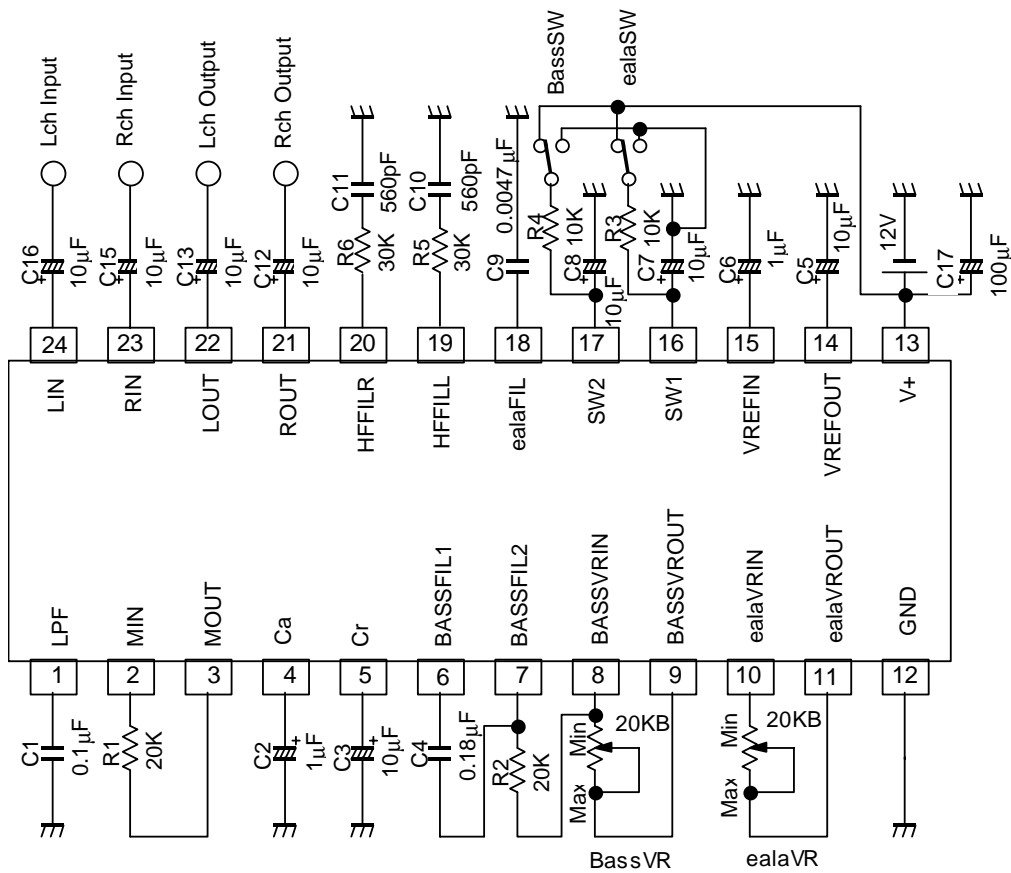 Lch Input
Rch Input
Lch Output
Rch Output
BassSW
ealaSW
C16
10µF
C15
10µF
C13
10µF
C12
10µF
C11
560pF
R6
30K
C10
560pF
R5
30K
C9
0.0047µF
R4
10K
C8
10µF
R3
10K
C7
10µF
C6
1µF
C5
10µF
12V
C17
100µF
+
+
+
+
+
+
+
+
+
24
23
22
21
20
19
18
17
16
15
14
13
LIN
RIN
LOUT
ROUT
HFFILR
HFFILL
ealaFIL
SW2
SW1
VREFIN
VREFOUT
V+
LPF
MIN
MOUT
Ca
Cr
BASSFIL1
BASSFIL2
BASSVRIN
BASSVROUT
ealaVRIN
ealaVROUT
GND
1
2
3
4
5
6
7
8
9
10
11
12
C1
0.1µF
R1
20K
C2
+
1µF
C3
+
10µF
C4
0.18µF
R2
20K
Min
Max
20KB
BassVR
Min
Max
20KB
ealaVR